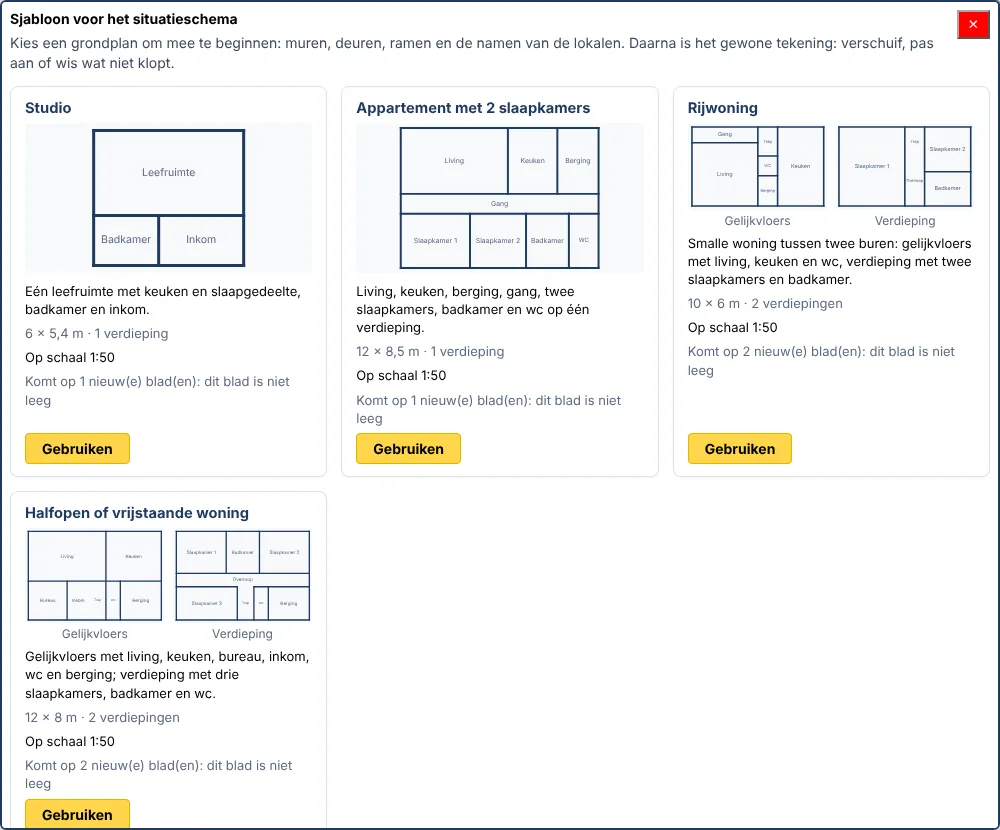 Sjabloon voor het situatieschema
×
Kies een grondplan om mee te beginnen: muren, deuren, ramen en de namen van de lokalen. Daarna is het gewone tekening: verschuif, pas
aan of wis wat niet klopt.
Studio
Leefruimte
Badkamer
Inkom
Eén leefruimte met keuken en slaapgedeelte,
badkamer en inkom.
6 × 5,4 m · 1 verdieping
Op schaal 1:50
Komt op 1 nieuw(e) blad(en): dit blad is niet
leeg
Gebruiken
Appartement met 2 slaapkamers
Living
Keuken
Berging
Gang
Slaapkamer 1
Slaapkamer 2
Badkamer
WC
Living, keuken, berging, gang, twee
slaapkamers, badkamer en wc op één
verdieping.
12 × 8,5 m · 1 verdieping
Op schaal 1:50
Komt op 1 nieuw(e) blad(en): dit blad is niet
leeg
Gebruiken
Rijwoning
Gang
Trap
Living
WC
Keuken
Berging
Gelijkvloers
Slaapkamer 1
Trap
Slaapkamer 2
Overloop
Badkamer
Verdieping
Smalle woning tussen twee buren: gelijkvloers
met living, keuken en wc, verdieping met twee
slaapkamers en badkamer.
10 × 6 m · 2 verdiepingen
Op schaal 1:50
Komt op 2 nieuw(e) blad(en): dit blad is niet
leeg
Gebruiken
Halfopen of vrijstaande woning
Living
Keuken
Bureau
Inkom
Trap
WC
Berging
Gelijkvloers
Slaapkamer 1
Badkamer
Slaapkamer 2
Overloop
Slaapkamer 3
Trap
WC
Berging
Verdieping
Gelijkvloers met living, keuken, bureau, inkom,
wc en berging; verdieping met drie
slaapkamers, badkamer en wc.
12 × 8 m · 2 verdiepingen
Op schaal 1:50
Komt op 2 nieuw(e) blad(en): dit blad is niet
leeg
Gebruiken